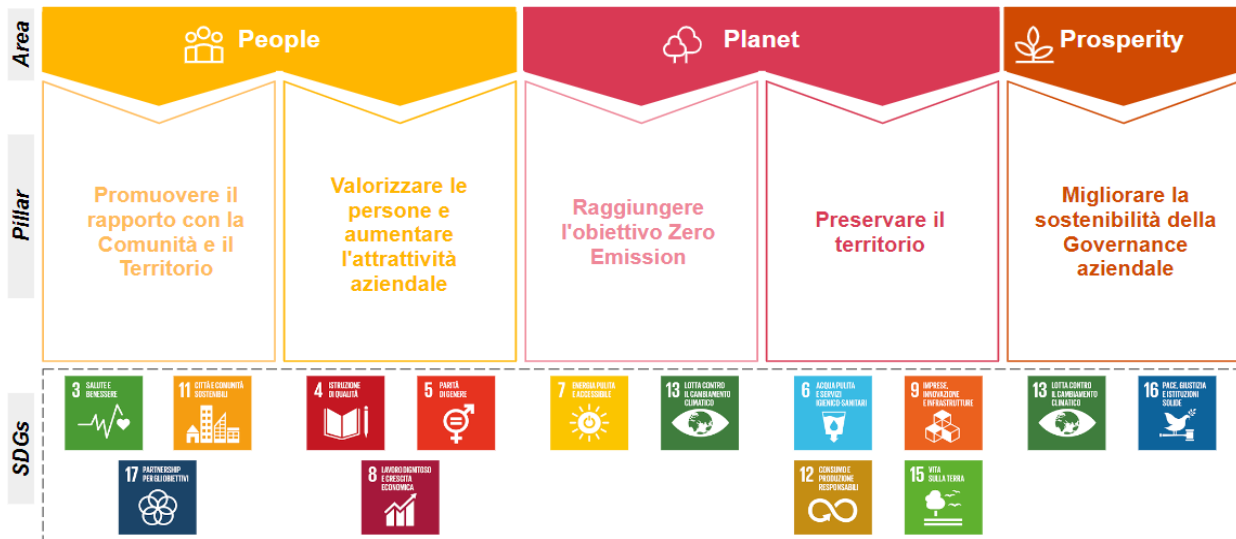 Area
People
Planet
Prosperity
Pillar
Promuovere il
rapporto con la
Comunità e il
Territorio
Valorizzare le
persone e
aumentare
l'attrattività
aziendale
Raggiungere
l'obiettivo Zero
Emission
Preservare il
territorio
Migliorare la
sostenibilità della
Governance
aziendale
SDGs
3 SALUTE E
BENESSERE
11 CITTÀ E COMUNITÀ
SOSTENIBILI
17 PARTNERSHIP
PER GLI OBIETTIVI
4 ISTRUZIONE
DI QUALITÀ
5 PARITÀ
DI GENERE
8 LAVORO DIGNITOSO
E CRESCITA
ECONOMICA
7 ENERGIA PULITA
E ACCESSIBILE
13 LOTTA CONTRO
IL CAMBIAMENTO
CLIMATICO
6 ACQUA PULITA
E SERVIZI
IGIENICO-SANITARI
9 IMPRESE,
INNOVAZIONE
E INFRASTRUTTURE
12 CONSUMO E
PRODUZIONE
RESPONSABILI
15 VITA
SULLA TERRA
13 LOTTA CONTRO
IL CAMBIAMENTO
CLIMATICO
16 PACE, GIUSTIZIA
E ISTITUZIONI
SOLIDE